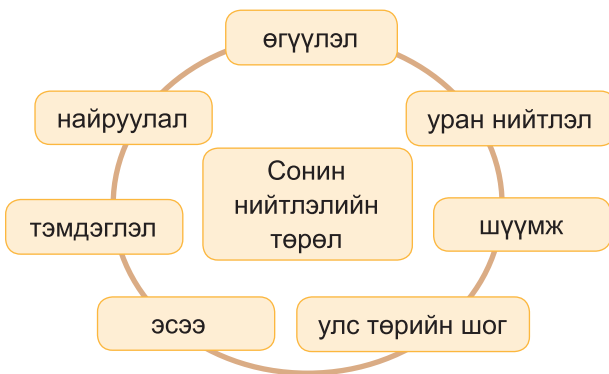 өгүүлэл
найруулал
уран нийтлэл
Сонин
нийтлэлийн
төрөл
тэмдэглэл
шүүмж
эсээ
улс төрийн шог